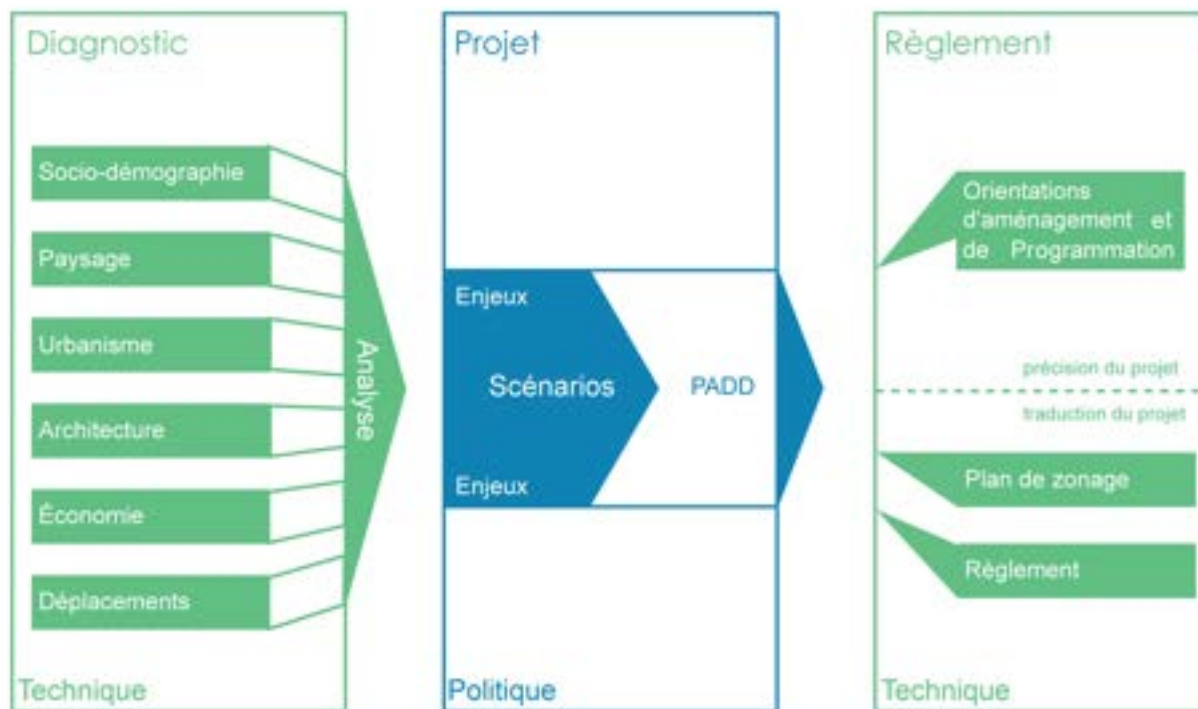 Diagnostic
Socio-démographie
Paysage
Urbanisme
Architecture
Économie
Déplacements
Analyse
Technique
Projet
Enjeux
Scénarios
Enjeux
PADD
Politique
Règlement
Orientations
d'aménagement et
de Programmation
précision du projet
traduction du projet
Plan de zonage
Règlement
Technique